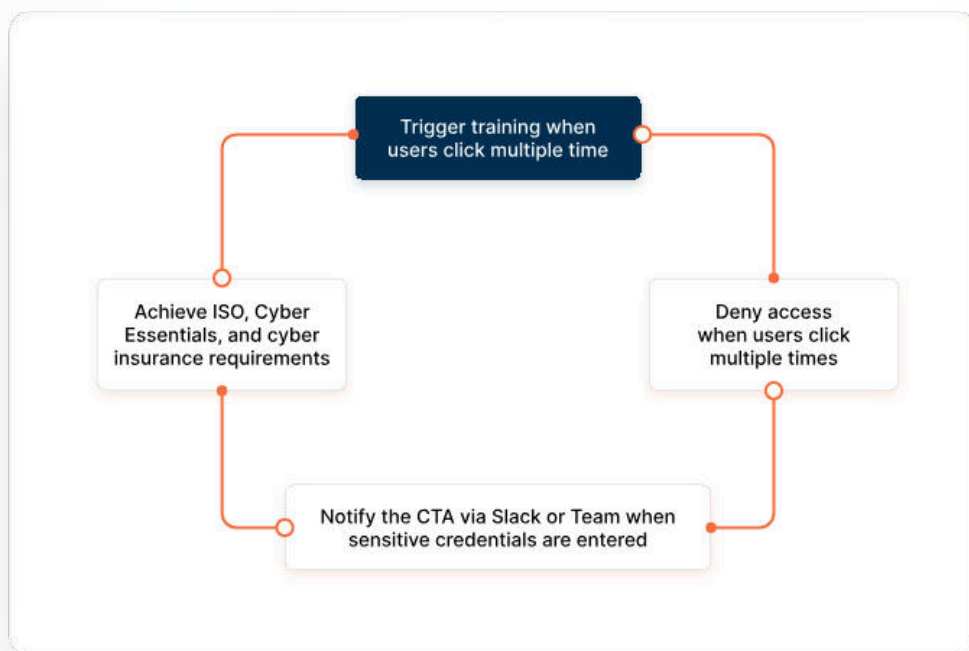 Trigger training when
users click multiple time
Achieve ISO, Cyber
Essentials, and cyber
insurance requirements
Deny access
when users click
multiple times
Notify the CTA via Slack or Team when
sensitive credentials are entered